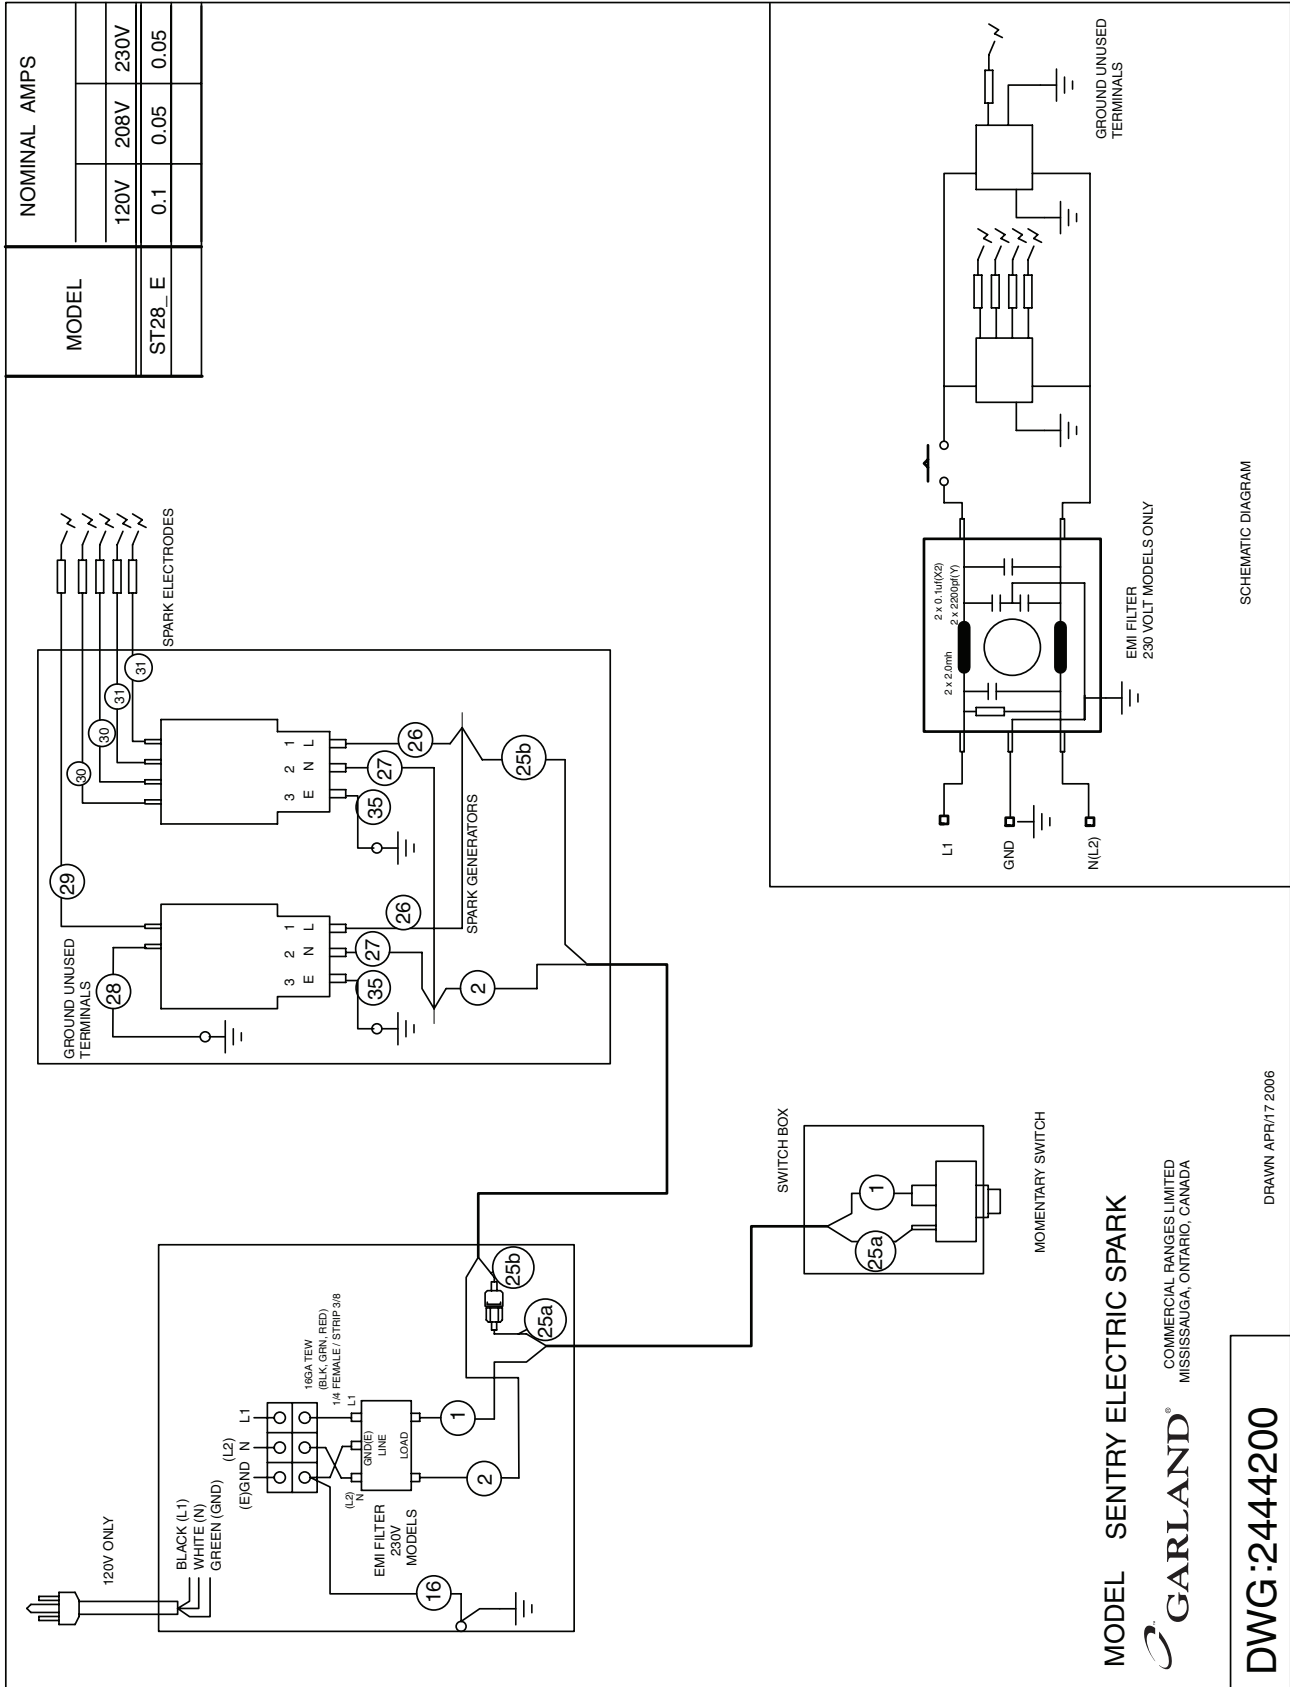 NOMINAL AMPS
MODEL
120V 208V 230V
ST28_ E 0.1 0.05 0.05
120V ONLY
BLACK (L1)
WHITE (N)
GREEN (GND)
(E)GND
(L2)
N
L1
16GA TEW
(BLK, GRN, RED)
1/4 FEMALE / STRIP 3/8
(L2)
N
GND(E)
L1
LINE
LOAD
EMI FILTER
230V
MODELS
16
2
1
25a
25b
GROUND UNUSED
TERMINALS
28
29
30
30
31
31
SPARK ELECTRODES
3 2 1
E N L
3 2 1
E N L
35
27
26
35
27
26
SPARK GENERATORS
2
25b
SWITCH BOX
1
25a
MOMENTARY SWITCH
L1
GND
N(L2)
2 x 2.0mh
2 x 0.1uf(X2)
2 x 2200pf(Y)
EMI FILTER
230 VOLT MODELS ONLY
GROUND UNUSED
TERMINALS
SCHEMATIC DIAGRAM
MODEL SENTRY ELECTRIC SPARK
GARLAND®
COMMERCIAL RANGES LIMITED
MISSISSAUGA, ONTARIO, CANADA
DRAWN APR/17 2006
DWG:2444200